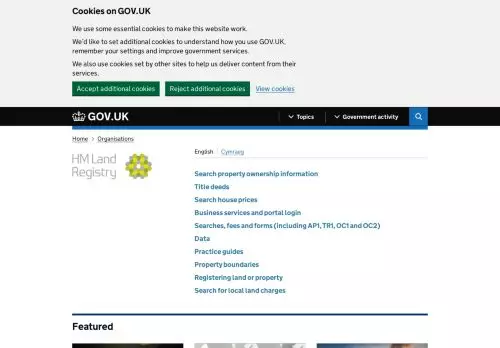 Cookies on GOV.UK
We use some essential cookies to make this website work.
We'd like to set additional cookies to understand how you use GOV.UK,
remember your settings and improve government services.
We also use cookies set by other sites to help us deliver content from their
services.
Accept additional cookies
Reject additional cookies
View cookies
GOV.UK
Topics
Government activity
Home > Organisations
HM Land
Registry
English
Cymraeg
Search property ownership information
Title deeds
Search house prices
Business services and portal login
Searches, fees and forms (including AP1, TR1, OC1 and OC2)
Data
Practice guides
Property boundaries
Registering land or property
Search for local land charges
Featured